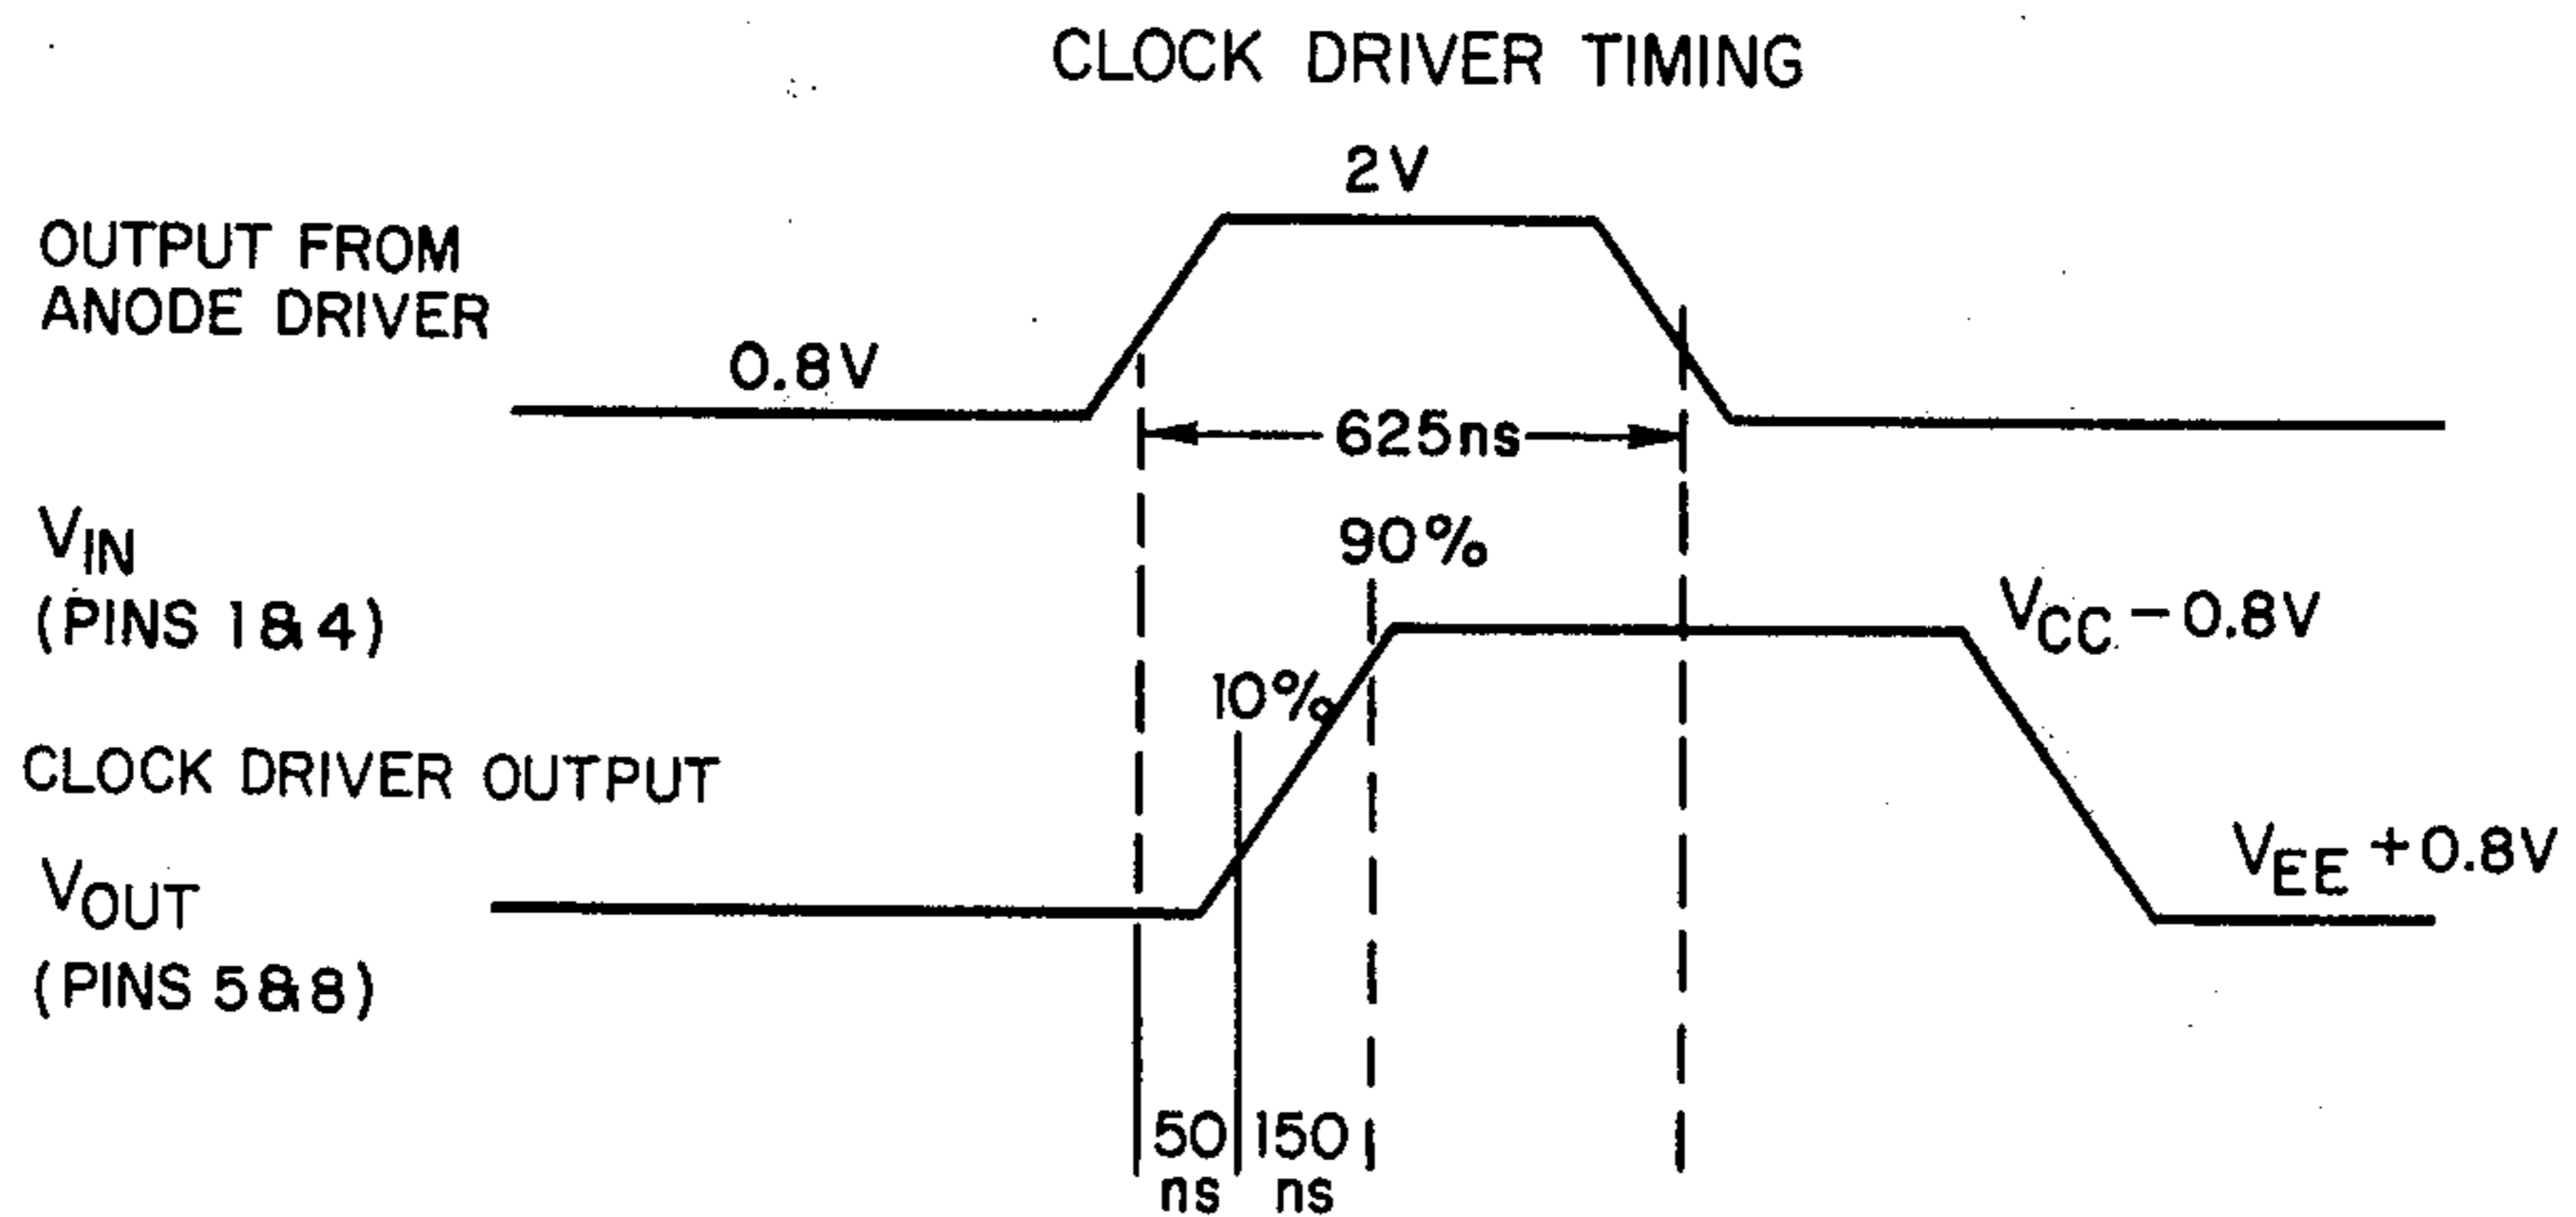 CLOCK DRIVER TIMING
2V
OUTPUT FROM
ANODE DRIVER
0.8V
625ns
VIN
(PINS 1&4)
90%
VCC - 0.8V
10%
CLOCK DRIVER OUTPUT
VEE + 0.8V
VOUT
(PINS 5&8)
50 150
ns ns